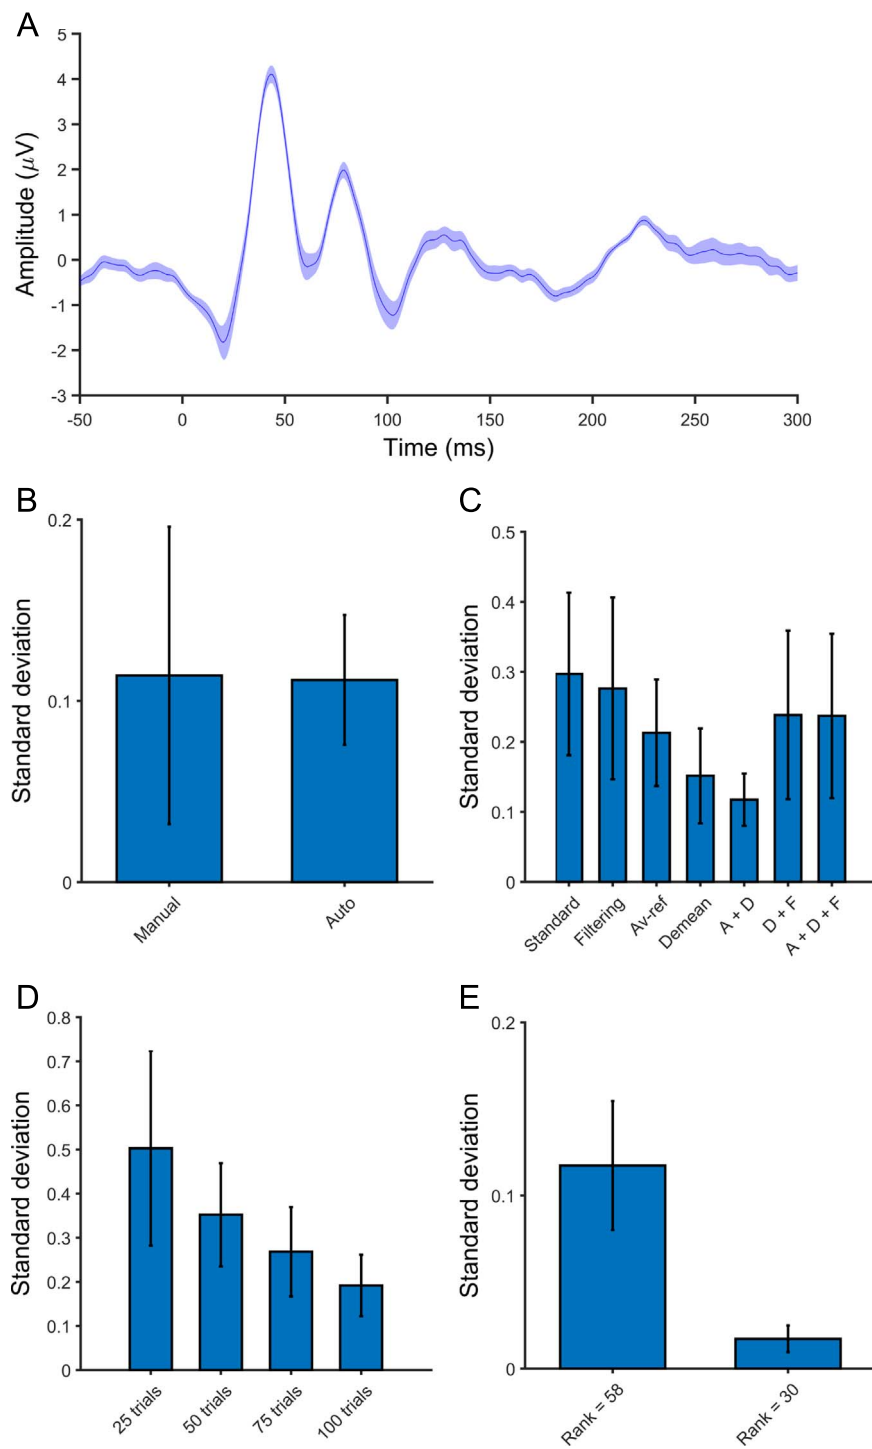 A
5
4
3
2
1
0
-1
-2
-3
Amplitude (μV)
-50 0 50 100 150 200 250 300
Time (ms)
B
0.2
0.1
0
Standard deviation
Manual Auto
C
0.5
0.4
0.3
0.2
0.1
0
Standard deviation
Standard Filtering Av-ref Demean A + D D + F A + D + F
D
0.8
0.7
0.6
0.5
0.4
0.3
0.2
0.1
0
Standard deviation
25 trials 50 trials 75 trials 100 trials
E
0.2
0.1
0
Standard deviation
Rank = 58 Rank = 30